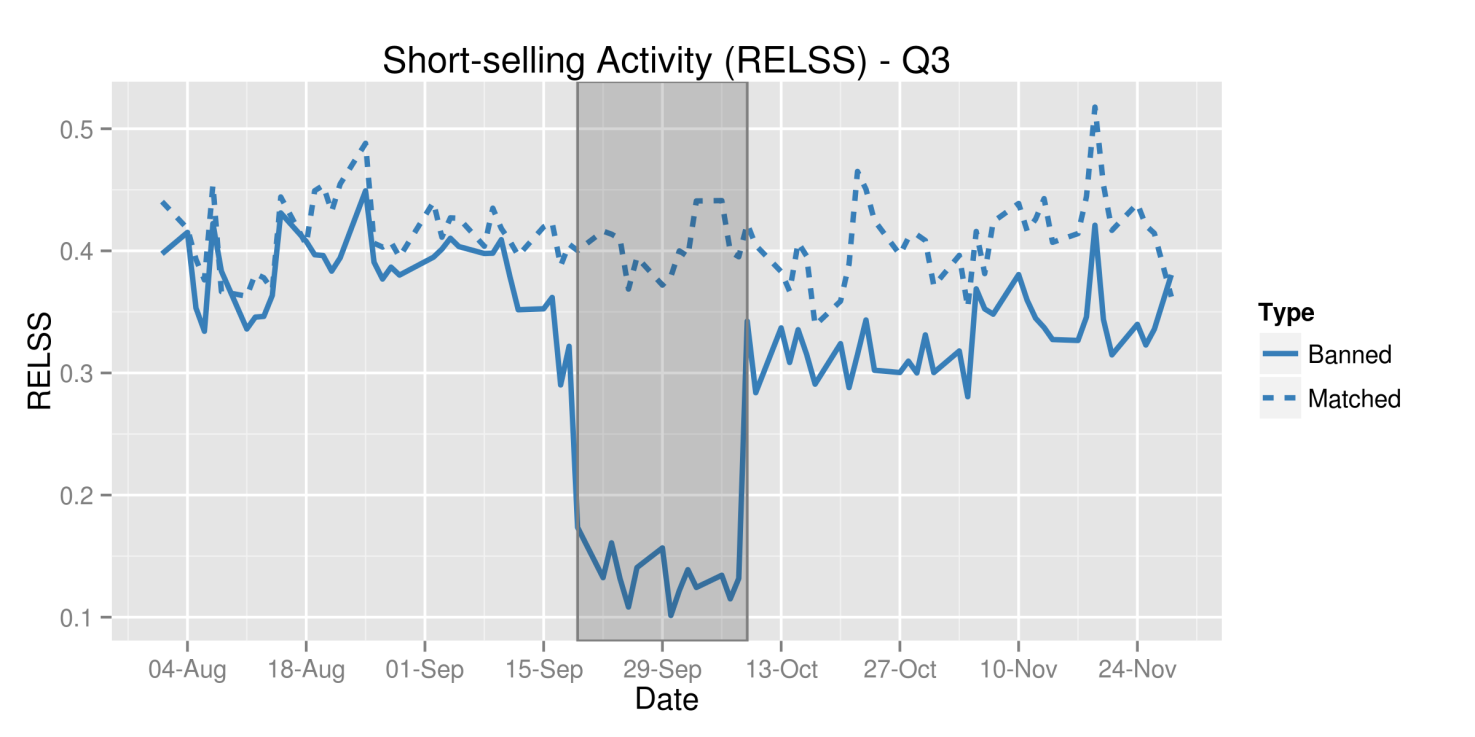 Short-selling Activity (RELSS) - Q3
RELSS
0.5
0.4
0.3
0.2
0.1
04-Aug 18-Aug 01-Sep 15-Sep 29-Sep 13-Oct 27-Oct 10-Nov 24-Nov
Date
Type
Banned
Matched